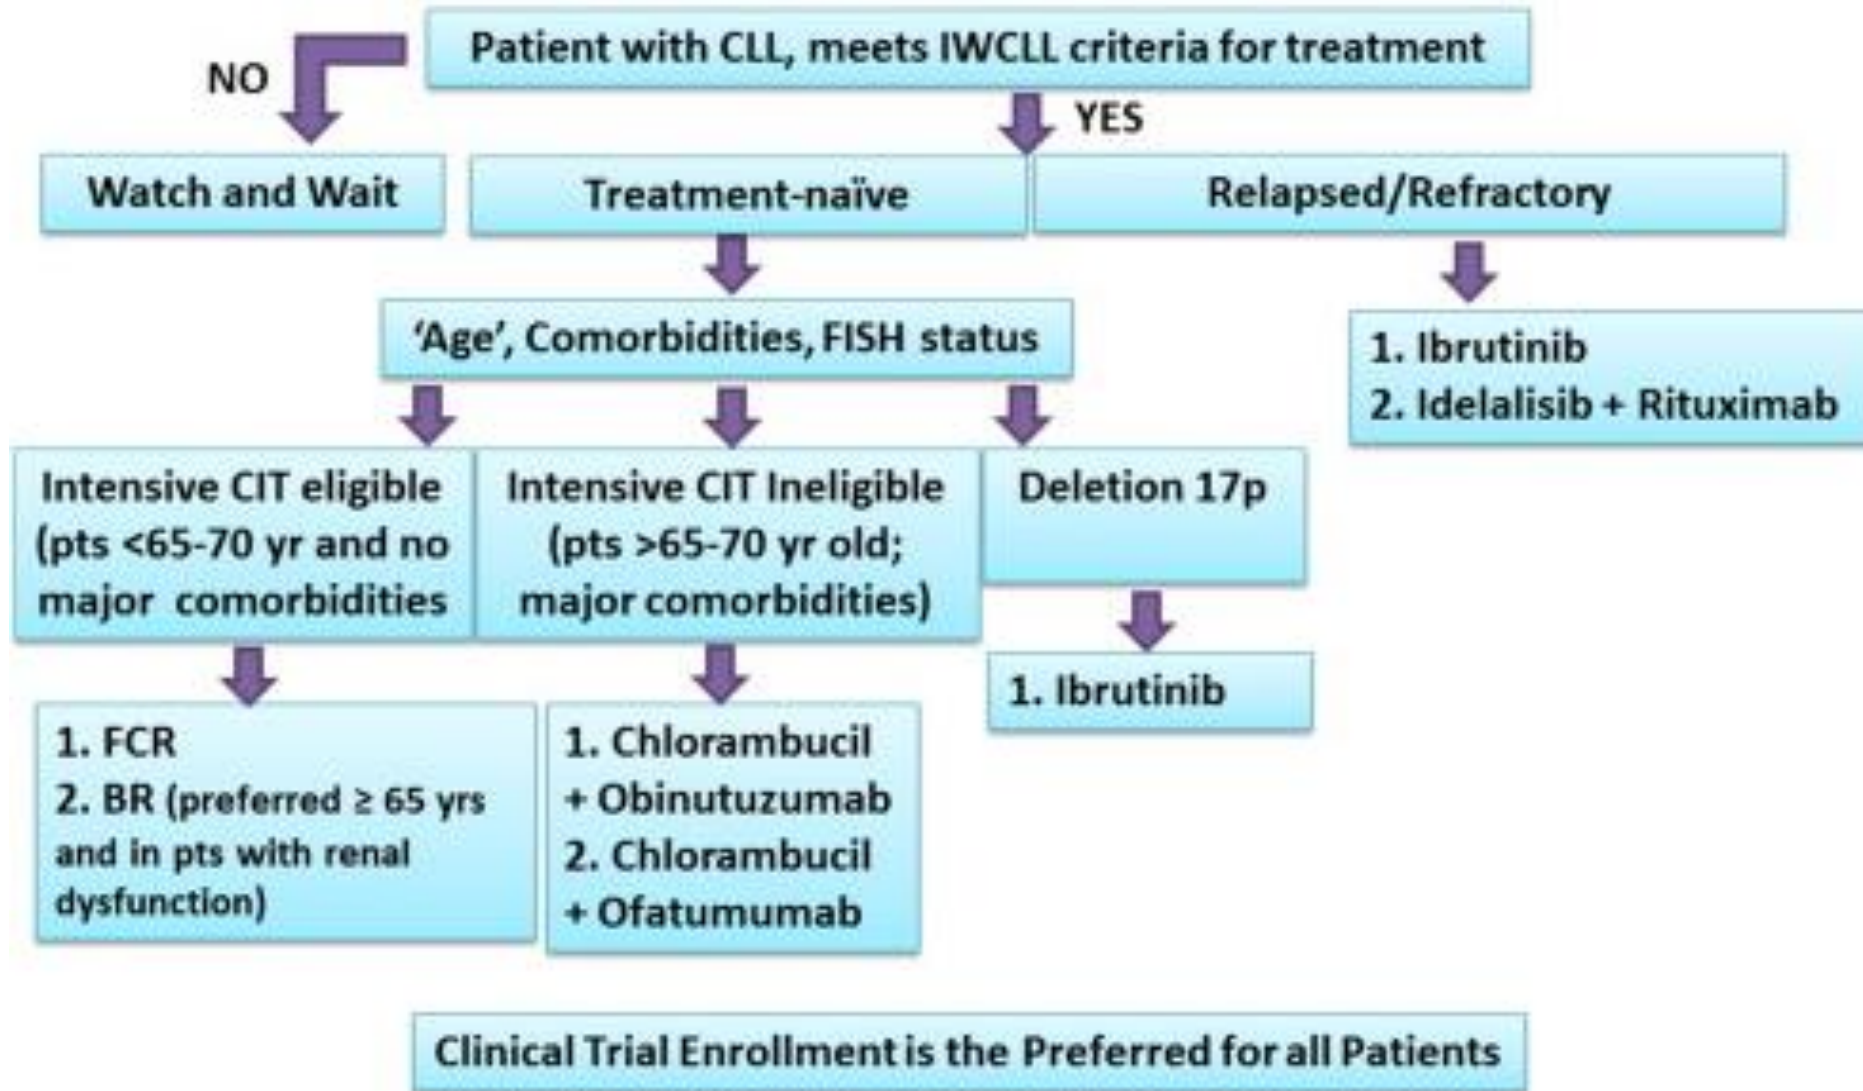 Patient with CLL, meets IWCLL criteria for treatment
NO
YES
Watch and Wait
Treatment-naïve
Relapsed/Refractory
‘Age’, Comorbidities, FISH status
1. Ibrutinib
2. Idelalisib + Rituximab
Intensive CIT eligible
(pts <65-70 yr and no
major comorbidities
Intensive CIT Ineligible
(pts >65-70 yr old;
major comorbidities)
Deletion 17p
1. Ibrutinib
1. FCR
2. BR (preferred ≥ 65 yrs
and in pts with renal
dysfunction)
1. Chlorambucil
+ Obinutuzumab
2. Chlorambucil
+ Ofatumumab
Clinical Trial Enrollment is the Preferred for all Patients